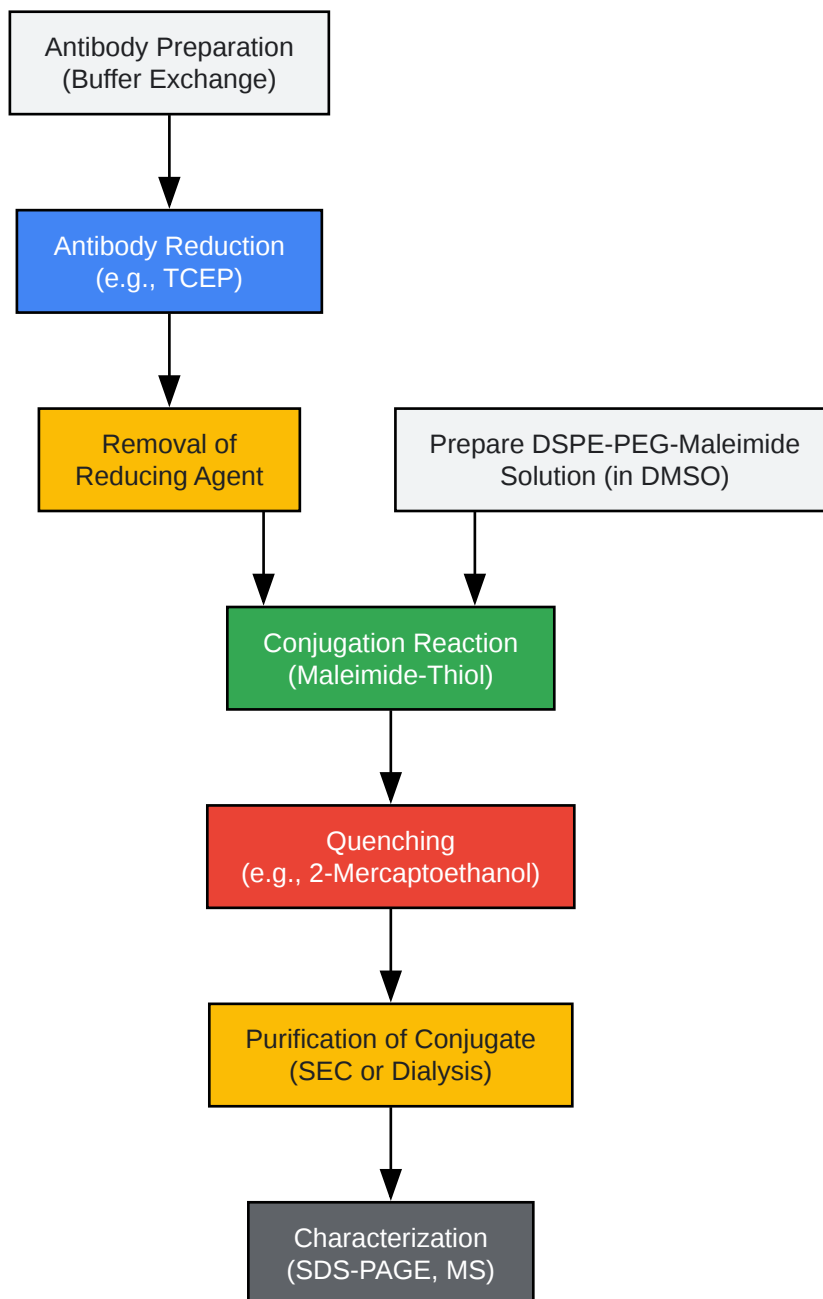 Antibody Preparation
(Buffer Exchange)
Antibody Reduction
(e.g., TCEP)
Removal of
Reducing Agent
Prepare DSPE-PEG-Maleimide
Solution (in DMSO)
Conjugation Reaction
(Maleimide-Thiol)
Quenching
(e.g., 2-Mercaptoethanol)
Purification of Conjugate
(SEC or Dialysis)
Characterization
(SDS-PAGE, MS)